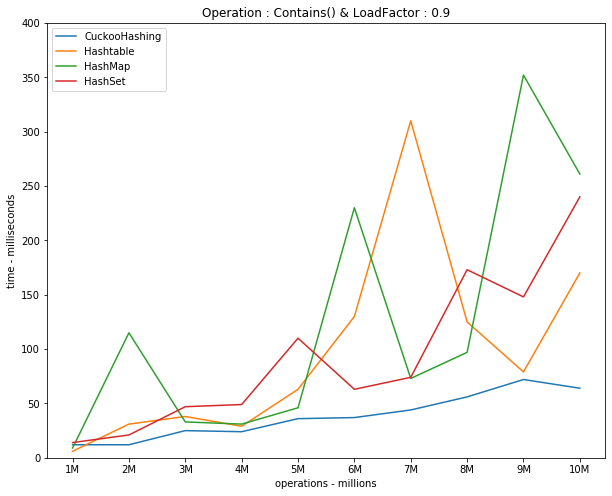 Operation : Contains() & LoadFactor : 0.9
CuckooHashing
Hashtable
HashMap
HashSet
time - milliseconds
400
350
300
250
200
150
100
50
0
1M 2M 3M 4M 5M 6M 7M 8M 9M 10M
operations - millions